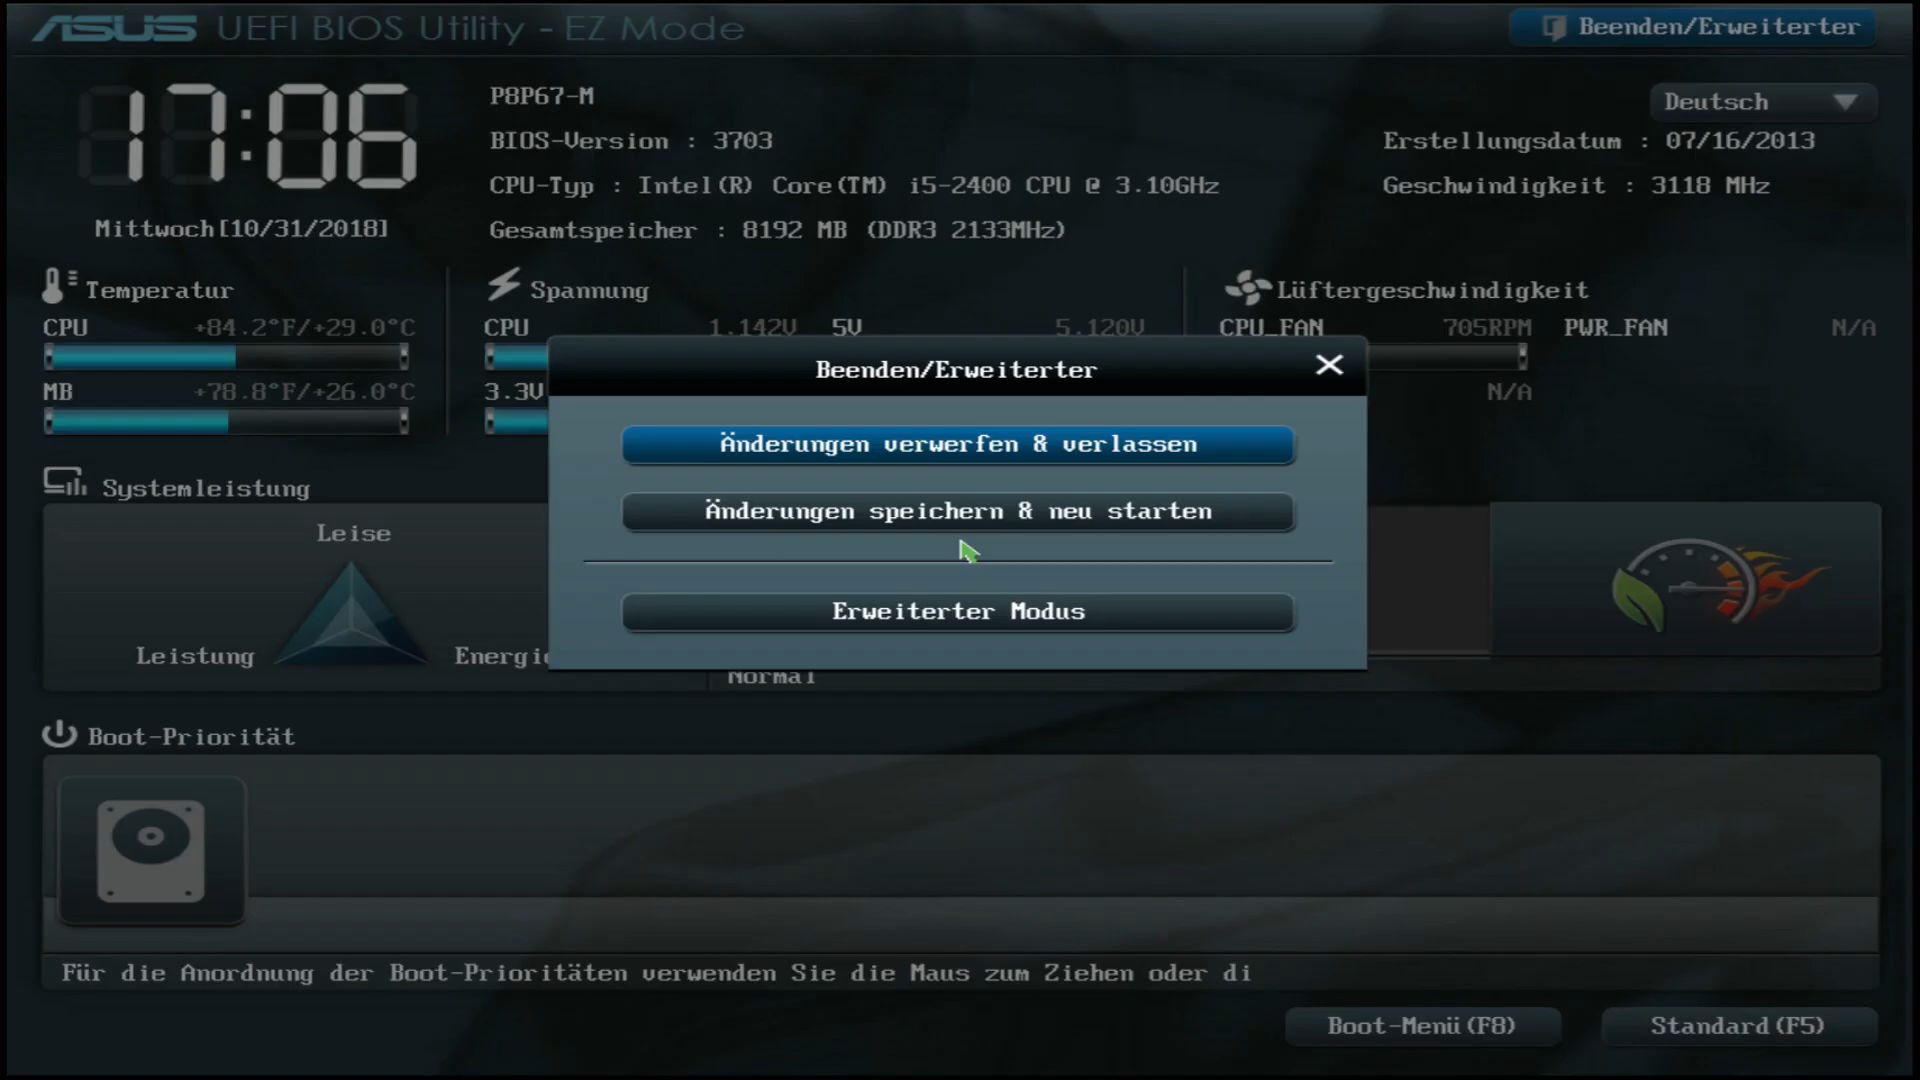 ASUS UEFI BIOS Utility - EZ Mode
Beenden/Erweiterter
17:06
Mittwoch[10/31/2018]
P8P67-M
Deutsch
BIOS-Version : 3703
Erstellungsdatum : 07/16/2013
CPU-Typ : Intel(R) Core(TM) i5-2400 CPU @ 3.10GHz
Geschwindigkeit : 3118 MHz
Gesamtspeicher : 8192 MB (DDR3 2133MHz)
Temperatur
CPU +84.2°F/+29.0°C
MB +78.8°F/+26.0°C
Spannung
CPU 1.142V 5V 5.120V
3.3V
Lüftergeschwindigkeit
CPU_FAN 705RPM PWR_FAN N/A
N/A
Beenden/Erweiterter
Änderungen verwerfen & verlassen
Änderungen speichern & neu starten
Erweiterter Modus
Systemleistung
Leise
Leistung
Energie
Normal
Boot-Priorität
Für die Anordnung der Boot-Prioritäten verwenden Sie die Maus zum Ziehen oder di
Boot-Menü(F8)
Standard(F5)